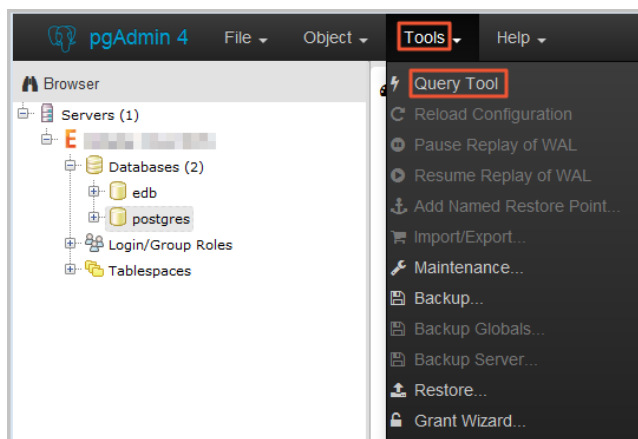 pgAdmin 4 File Object Tools Help
Browser
Servers (1)
E
Databases (2)
edb
postgres
Login/Group Roles
Tablespaces
Query Tool
Reload Configuration
Pause Replay of WAL
Resume Replay of WAL
Add Named Restore Point...
Import/Export...
Maintenance...
Backup...
Backup Globals...
Backup Server...
Restore...
Grant Wizard...